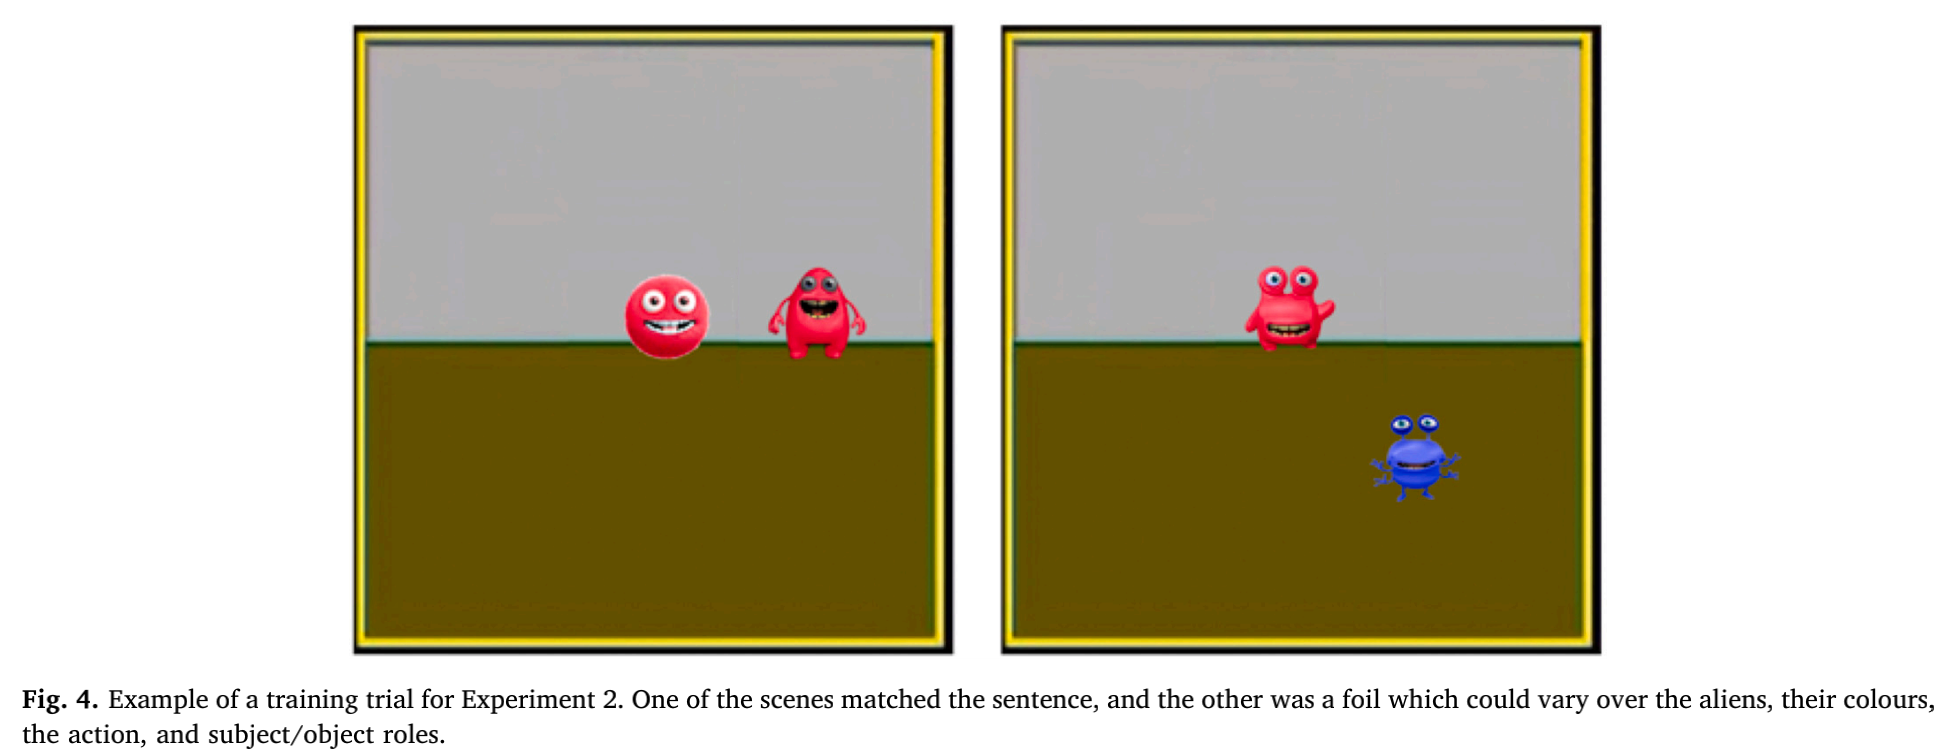 Fig. 4. Example of a training trial for Experiment 2. One of the scenes matched the sentence, and the other was a foil which could vary over the aliens, their colours,
the action, and subject/object roles.